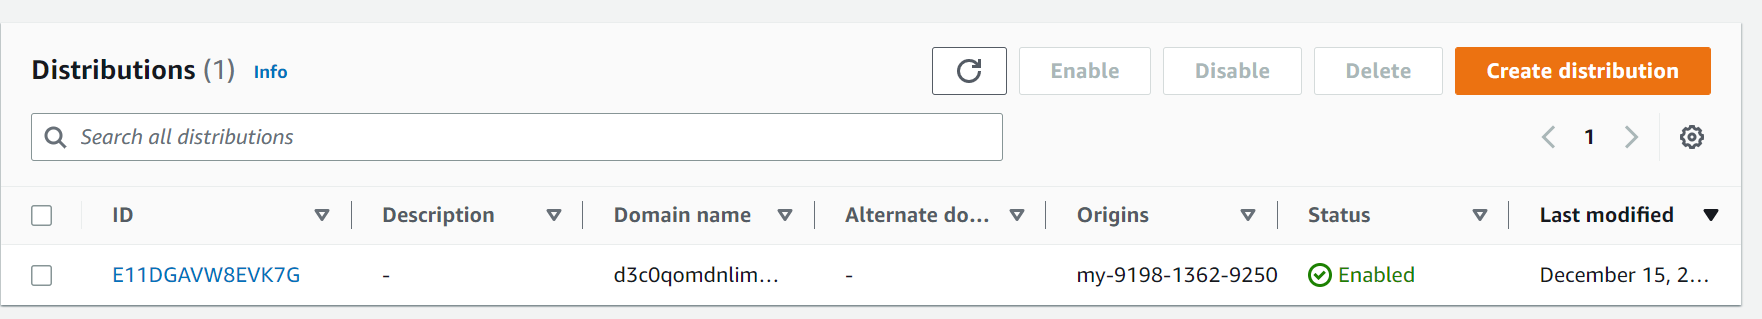 Distributions (1) Info
Enable Disable Delete Create distribution
Search all distributions
1
ID Description Domain name Alternate do... Origins Status Last modified
E11DGAVW8EVK7G - d3c0qomdnlim... - my-9198-1362-9250 Enabled December 15, 2...